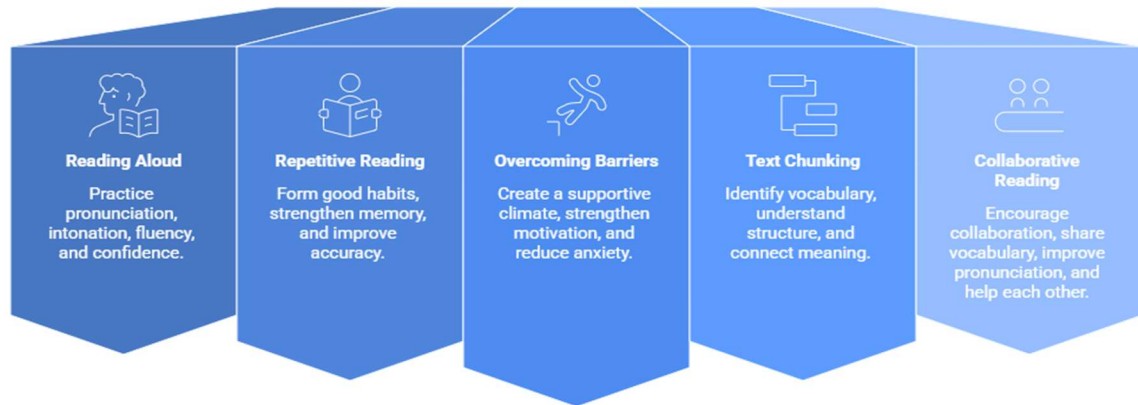 Reading Aloud
Practice
pronunciation,
intonation, fluency,
and confidence.
Repetitive Reading
Form good habits,
strengthen memory,
and improve
accuracy.
Overcoming Barriers
Create a supportive
climate, strengthen
motivation, and
reduce anxiety.
Text Chunking
Identify vocabulary,
understand
structure, and
connect meaning.
Collaborative
Reading
Encourage
collaboration, share
vocabulary, improve
pronunciation, and
help each other.